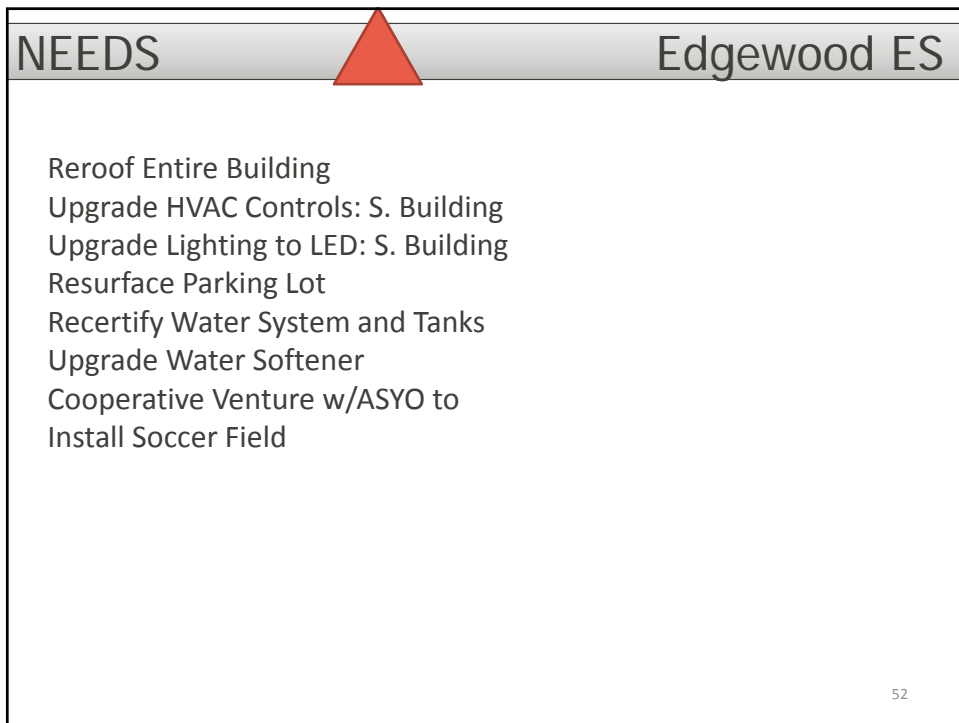 NEEDS Edgewood ES
Reroof Entire Building
Upgrade HVAC Controls: S. Building
Upgrade Lighting to LED: S. Building
Resurface Parking Lot
Recertify Water System and Tanks
Upgrade Water Softener
Cooperative Venture w/ASYO to
Install Soccer Field
52